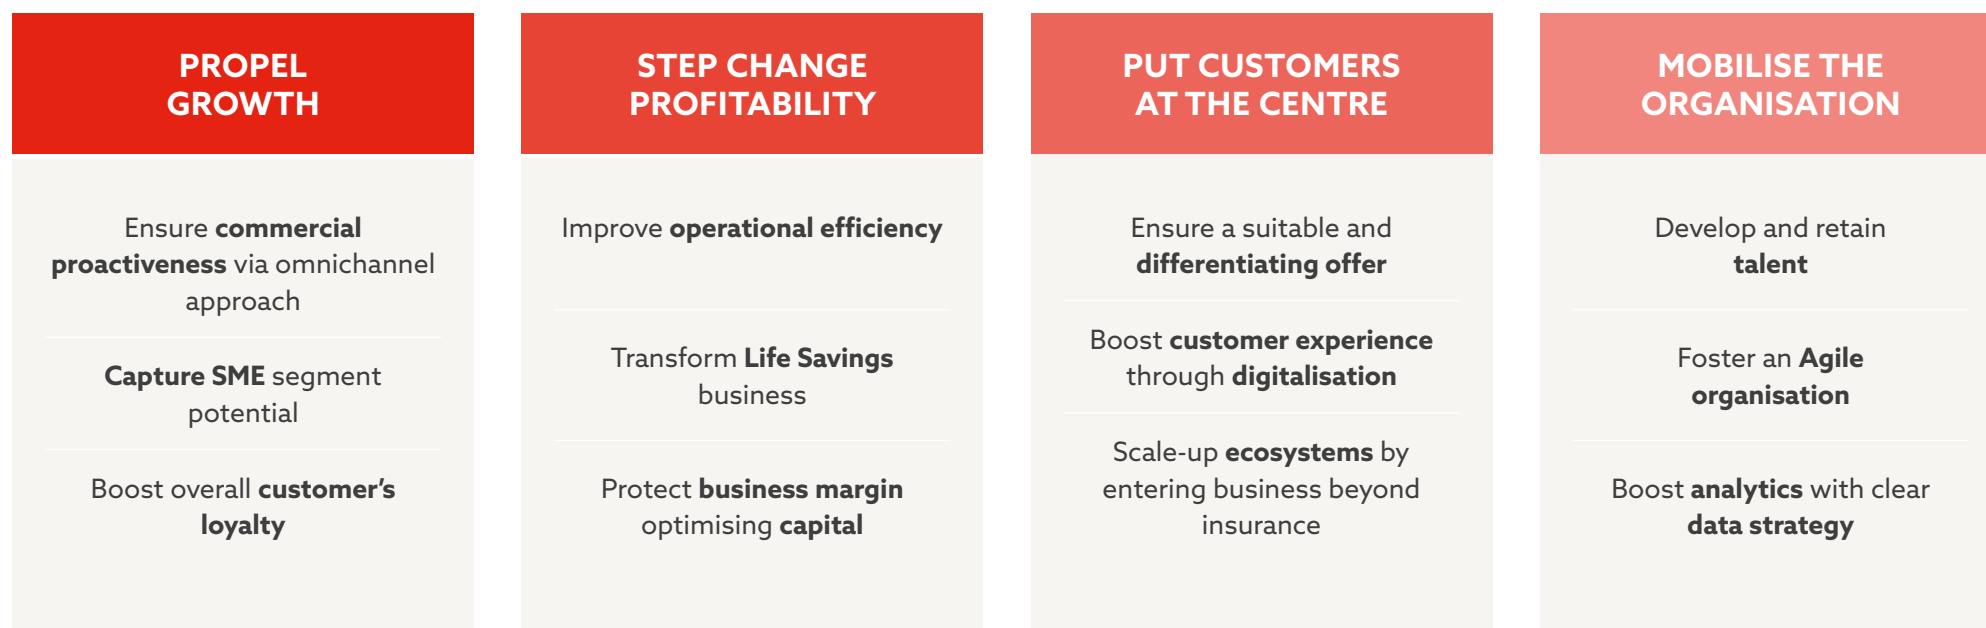 PROPEL
GROWTH
Ensure commercial
proactiveness via omnichannel
approach
Capture SME segment
potential
Boost overall customer’s
loyalty
STEP CHANGE
PROFITABILITY
Improve operational efficiency
Transform Life Savings
business
Protect business margin
optimising capital
PUT CUSTOMERS
AT THE CENTRE
Ensure a suitable and
differentiating offer
Boost customer experience
through digitalisation
Scale-up ecosystems by
entering business beyond
insurance
MOBILISE THE
ORGANISATION
Develop and retain
talent
Foster an Agile
organisation
Boost analytics with clear
data strategy